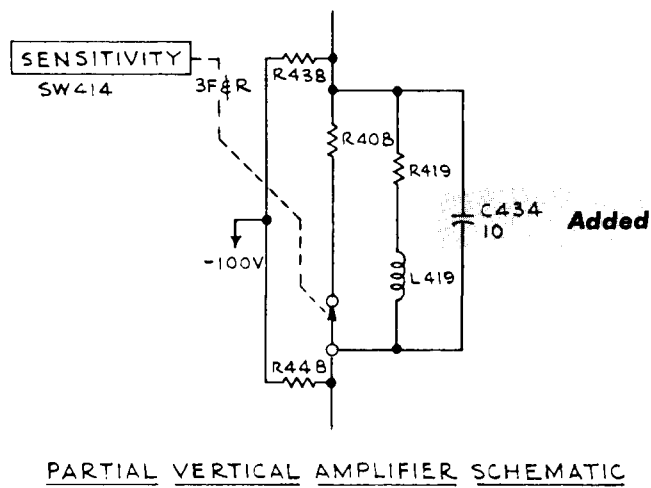 SENSITIVITY
SW414
3F&R
R438
R408
R419
C434
10
Added
-100V
L419
R448
PARTIAL VERTICAL AMPLIFIER SCHEMATIC